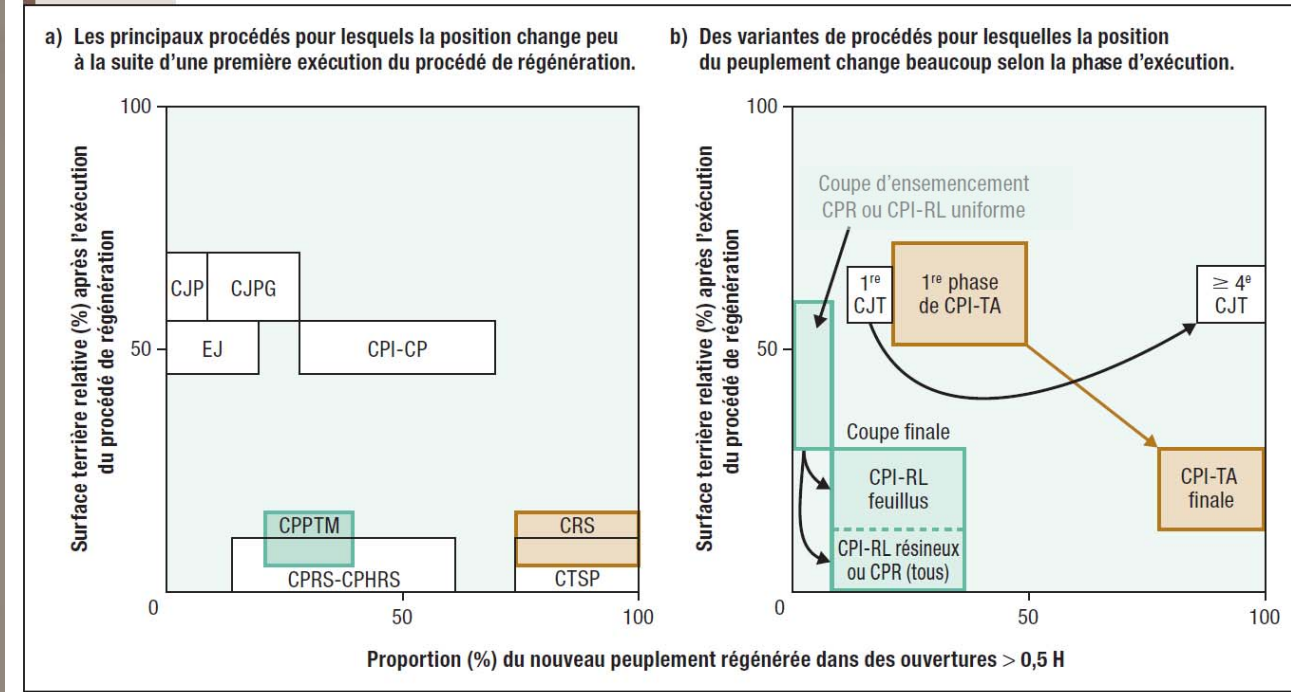 a) Les principaux procédés pour lesquels la position change peu
à la suite d'une première exécution du procédé de régénération.
100
50
0
50
100
Surface terrière relative (%) après l'exécution
du procédé de régénération
CJP
CJPG
EJ
CPI-CP
CPPTM
CPRS-CPHRS
CRS
CTSP
b) Des variantes de procédés pour lesquelles la position
du peuplement change beaucoup selon la phase d'exécution.
100
50
0
50
100
Surface terrière relative (%) après l'exécution
du procédé de régénération
Coupe d'ensemencement
CPR ou CPI-RL uniforme
1re
CJT
1re phase
de CPI-TA
≥ 4e
CJT
Coupe finale
CPI-RL
feuillus
CPI-RL résineux
ou CPR (tous)
CPI-TA
finale
Proportion (%) du nouveau peuplement régénérée dans des ouvertures > 0,5 H